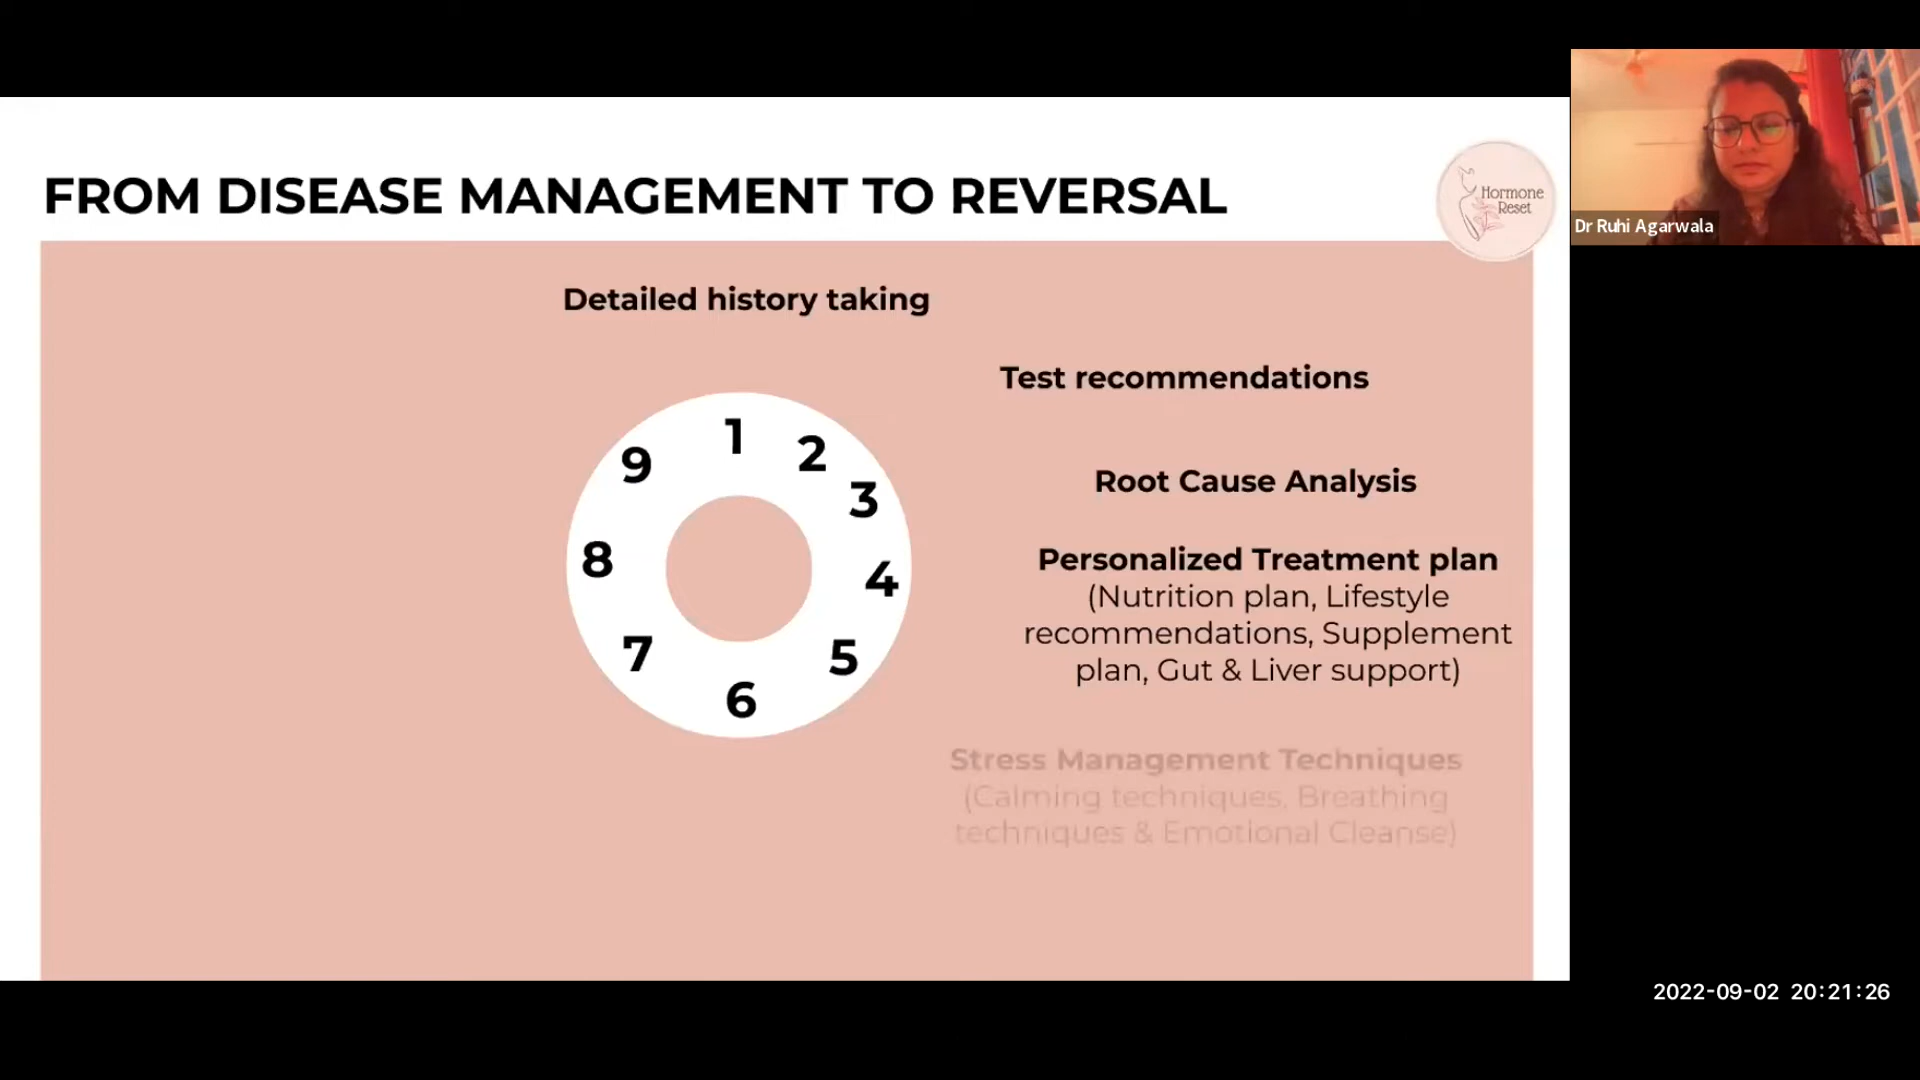 FROM DISEASE MANAGEMENT TO REVERSAL
Hormone
Reset
Dr Ruhi Agarwala
Detailed history taking
Test recommendations
Root Cause Analysis
Personalized Treatment plan
(Nutrition plan, Lifestyle
recommendations, Supplement
plan, Gut & Liver support)
Stress Management Techniques
(Calming techniques, Breathing
techniques & Emotional Cleanse)
1
2
3
4
5
6
7
8
9
2022-09-02 20:21:26